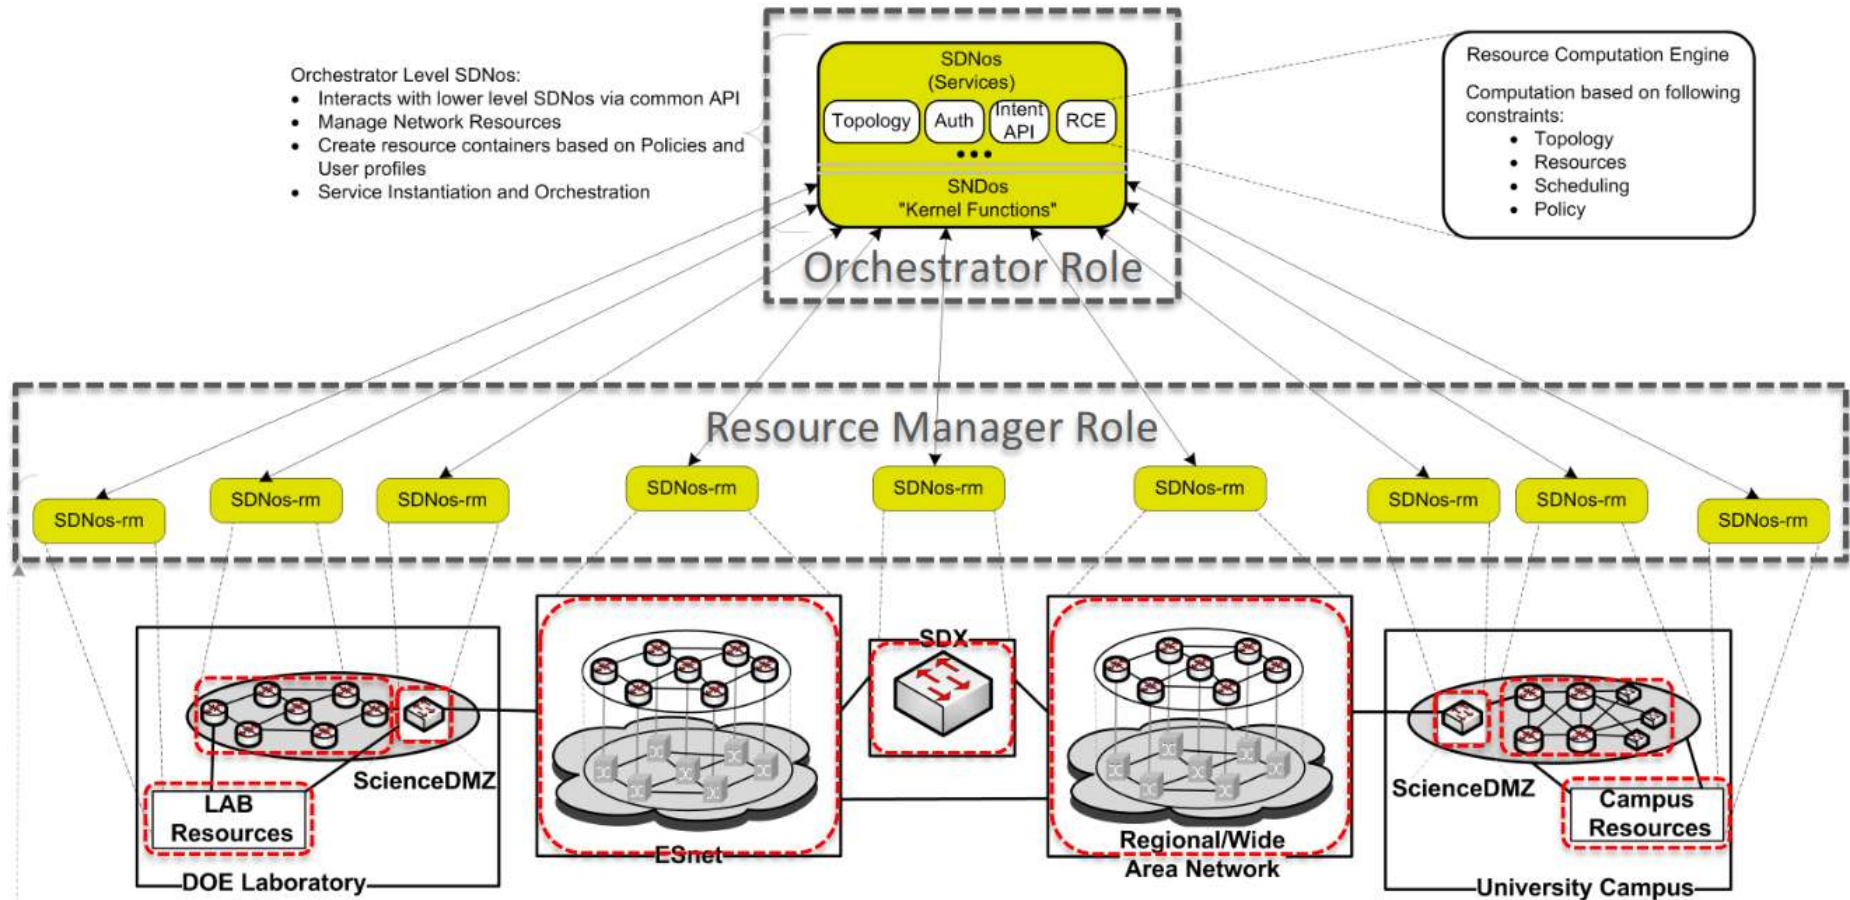 Orchestrator Level SDNos:
• Interacts with lower level SDNos via common API
• Manage Network Resources
• Create resource containers based on Policies and
User profiles
• Service Instantiation and Orchestration
SDNos
(Services)
Topology
Auth
Intent
API
RCE
•••
SNDos
"Kernel Functions"
Orchestrator Role
Resource Computation Engine
Computation based on following
constraints:
• Topology
• Resources
• Scheduling
• Policy
Resource Manager Role
SDNos-rm
SDNos-rm
SDNos-rm
SDNos-rm
SDNos-rm
SDNos-rm
SDNos-rm
SDNos-rm
SDNos-rm
ScienceDMZ
LAB
Resources
DOE Laboratory
ESnet
SDX
Regional/Wide
Area Network
ScienceDMZ
Campus
Resources
University Campus